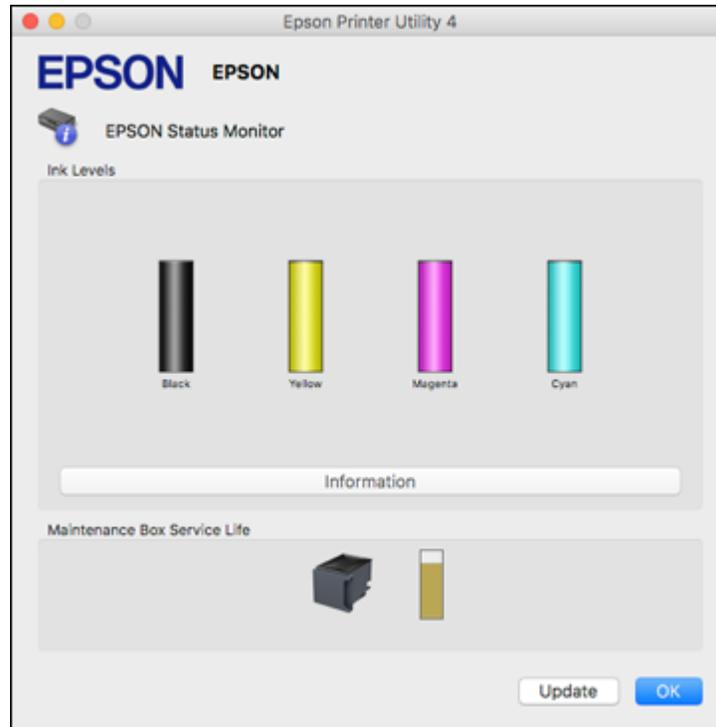 Epson Printer Utility 4
EPSON EPSON
EPSON Status Monitor
Ink Levels
Black Yellow Magenta Cyan
Information
Maintenance Box Service Life
Update OK